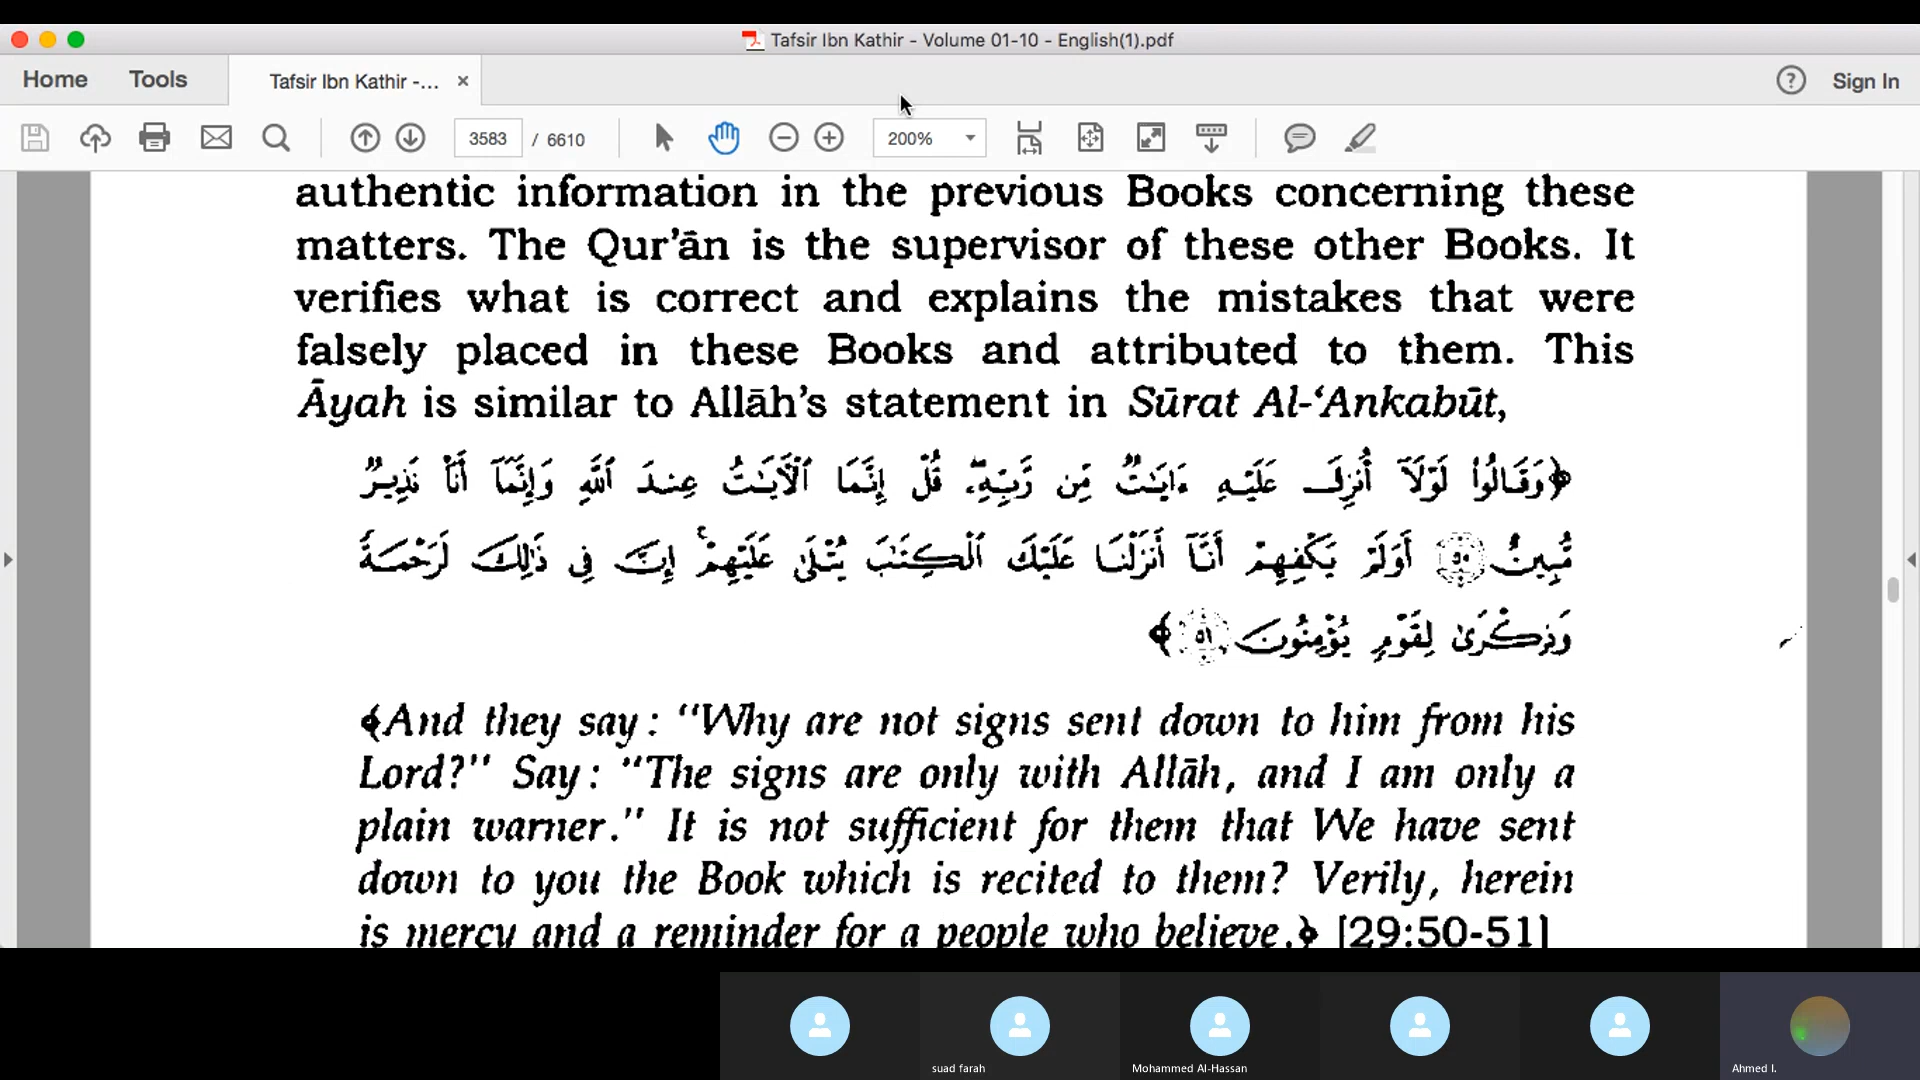 Tafsir Ibn Kathir - Volume 01-10 - English(1).pdf
Home Tools Tafsir Ibn Kathir -... × ? Sign In
3583 / 6610 200%
authentic information in the previous Books concerning these
matters. The Qur’ān is the supervisor of these other Books. It
verifies what is correct and explains the mistakes that were
falsely placed in these Books and attributed to them. This
Āyah is similar to Allāh’s statement in Sūrat Al-‘Ankabūt,
﴿وَقَالُوا۟ لَوْلَآ أُنزِلَ عَلَيْهِ ءَايَـٰتٌ مِّن رَّبِّهِۦ ۖ قُلْ إِنَّمَا ٱلْـَٔايَـٰتُ عِندَ ٱللَّهِ وَإِنَّمَآ أَنَا۠ نَذِيرٌ
مُّبِينٌ ٥٠ أَوَلَمْ يَكْفِهِمْ أَنَّآ أَنزَلْنَا عَلَيْكَ ٱلْكِتَـٰبَ يُتْلَىٰ عَلَيْهِمْ ۚ إِنَّ فِى ذَٰلِكَ لَرَحْمَةً
وَذِكْرَىٰ لِقَوْمٍ يُؤْمِنُونَ ٥١﴾
﴿And they say: “Why are not signs sent down to him from his
Lord?” Say: “The signs are only with Allāh, and I am only a
plain warner.” It is not sufficient for them that We have sent
down to you the Book which is recited to them? Verily, herein
is mercy and a reminder for a people who believe.﴾ [29:50-51]
suad farah Mohammed Al-Hassan Ahmed I.